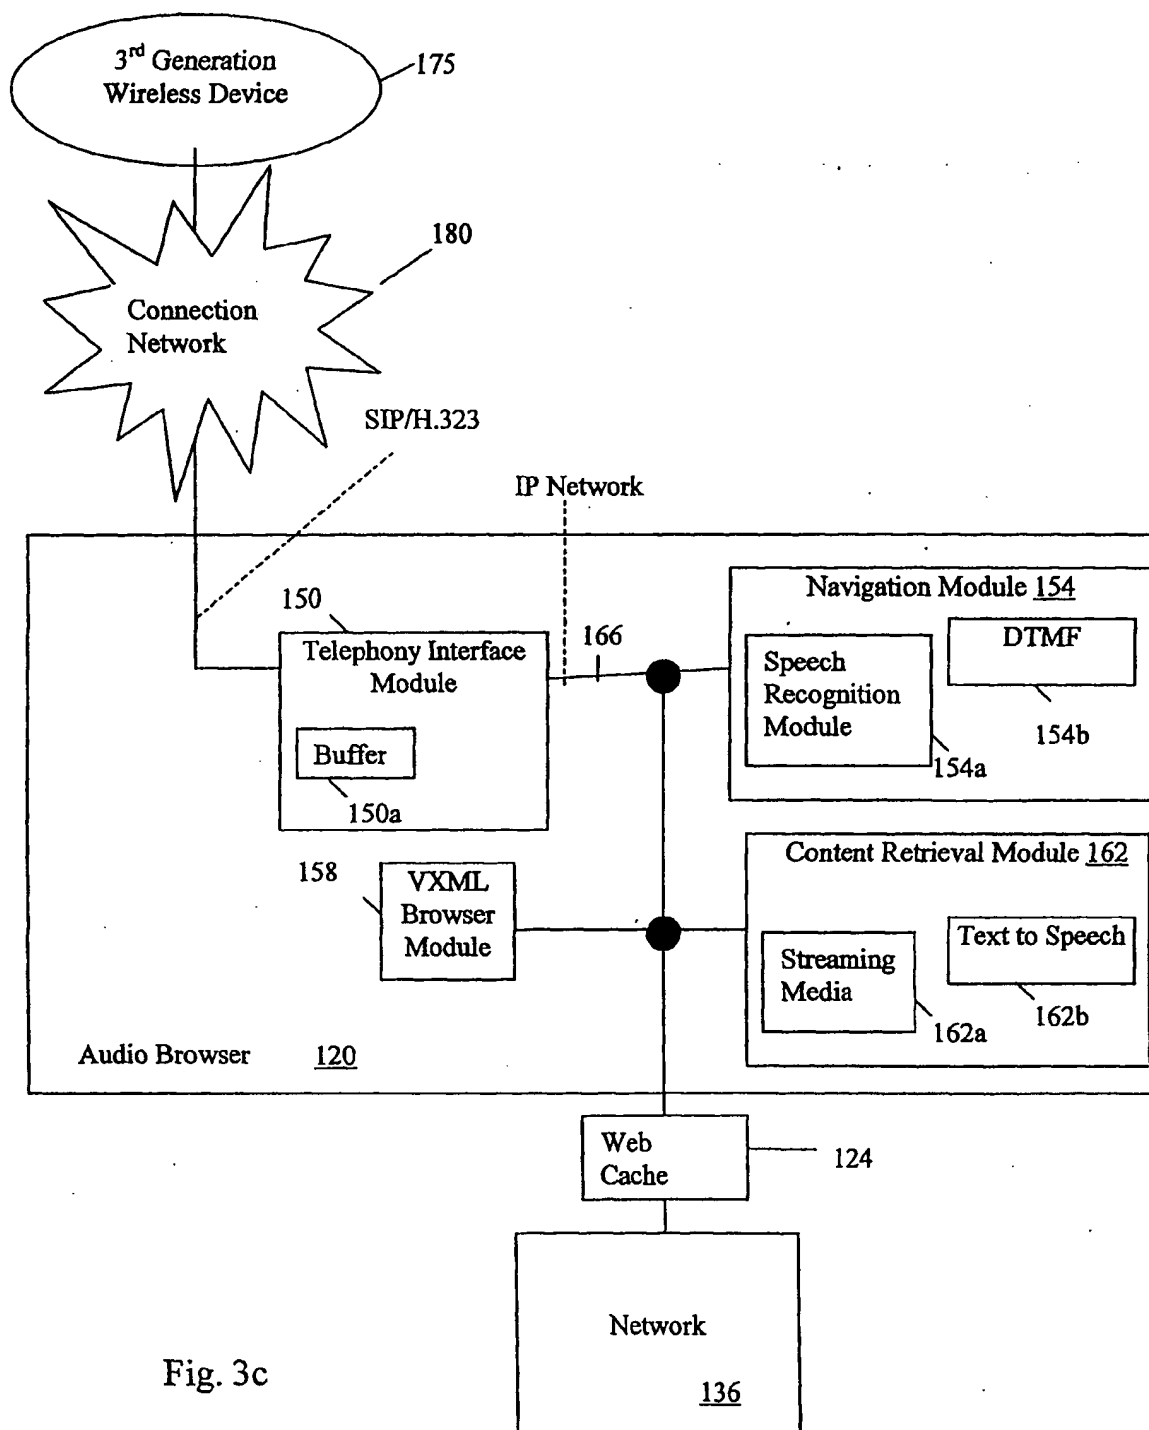 3rd Generation
Wireless Device
175
180
Connection
Network
SIP/H.323
IP Network
150
Telephony Interface
Module
Buffer
150a
166
Navigation Module 154
Speech
Recognition
Module
154a
DTMF
154b
158
VXML
Browser
Module
Content Retrieval Module 162
Streaming
Media
162a
Text to Speech
162b
Audio Browser 120
Web
Cache
124
Network
136
Fig. 3c